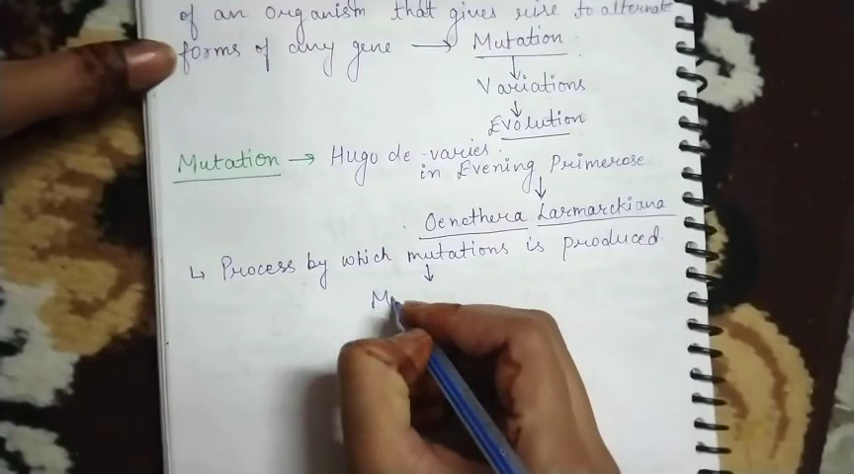 of an organism that gives rise to alternate
forms of any gene → Mutation
↓
Variations
↓
Evolution
Mutation → Hugo de-varies
in Evening Primerose
↓
Oenothera Larmarckiana
↳ Process by which mutations is produced
↓
M